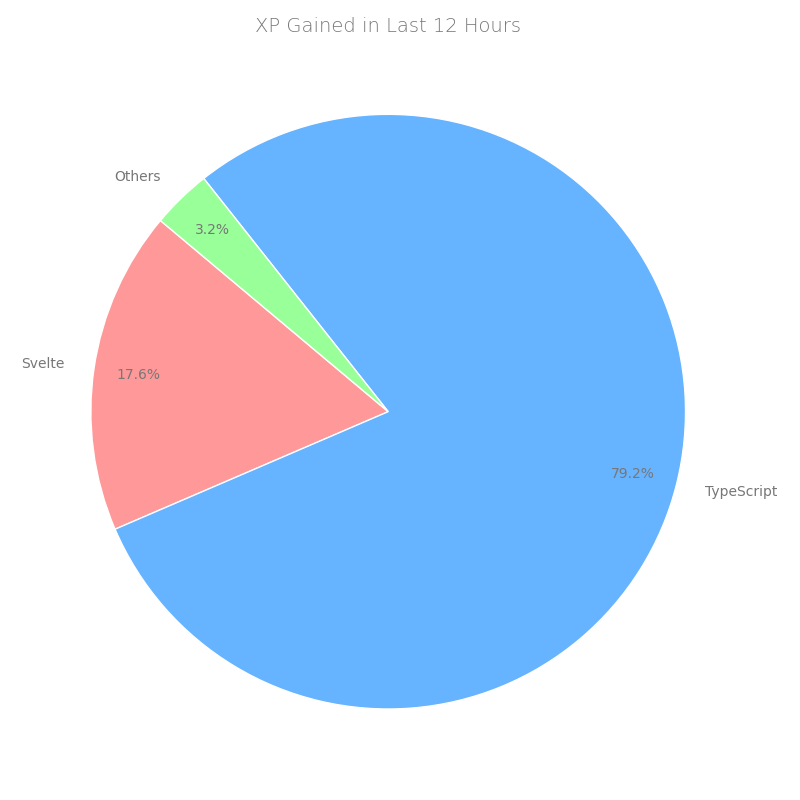 XP Gained in Last 12 Hours
Others
3.2%
Svelte
17.6%
79.2%
TypeScript